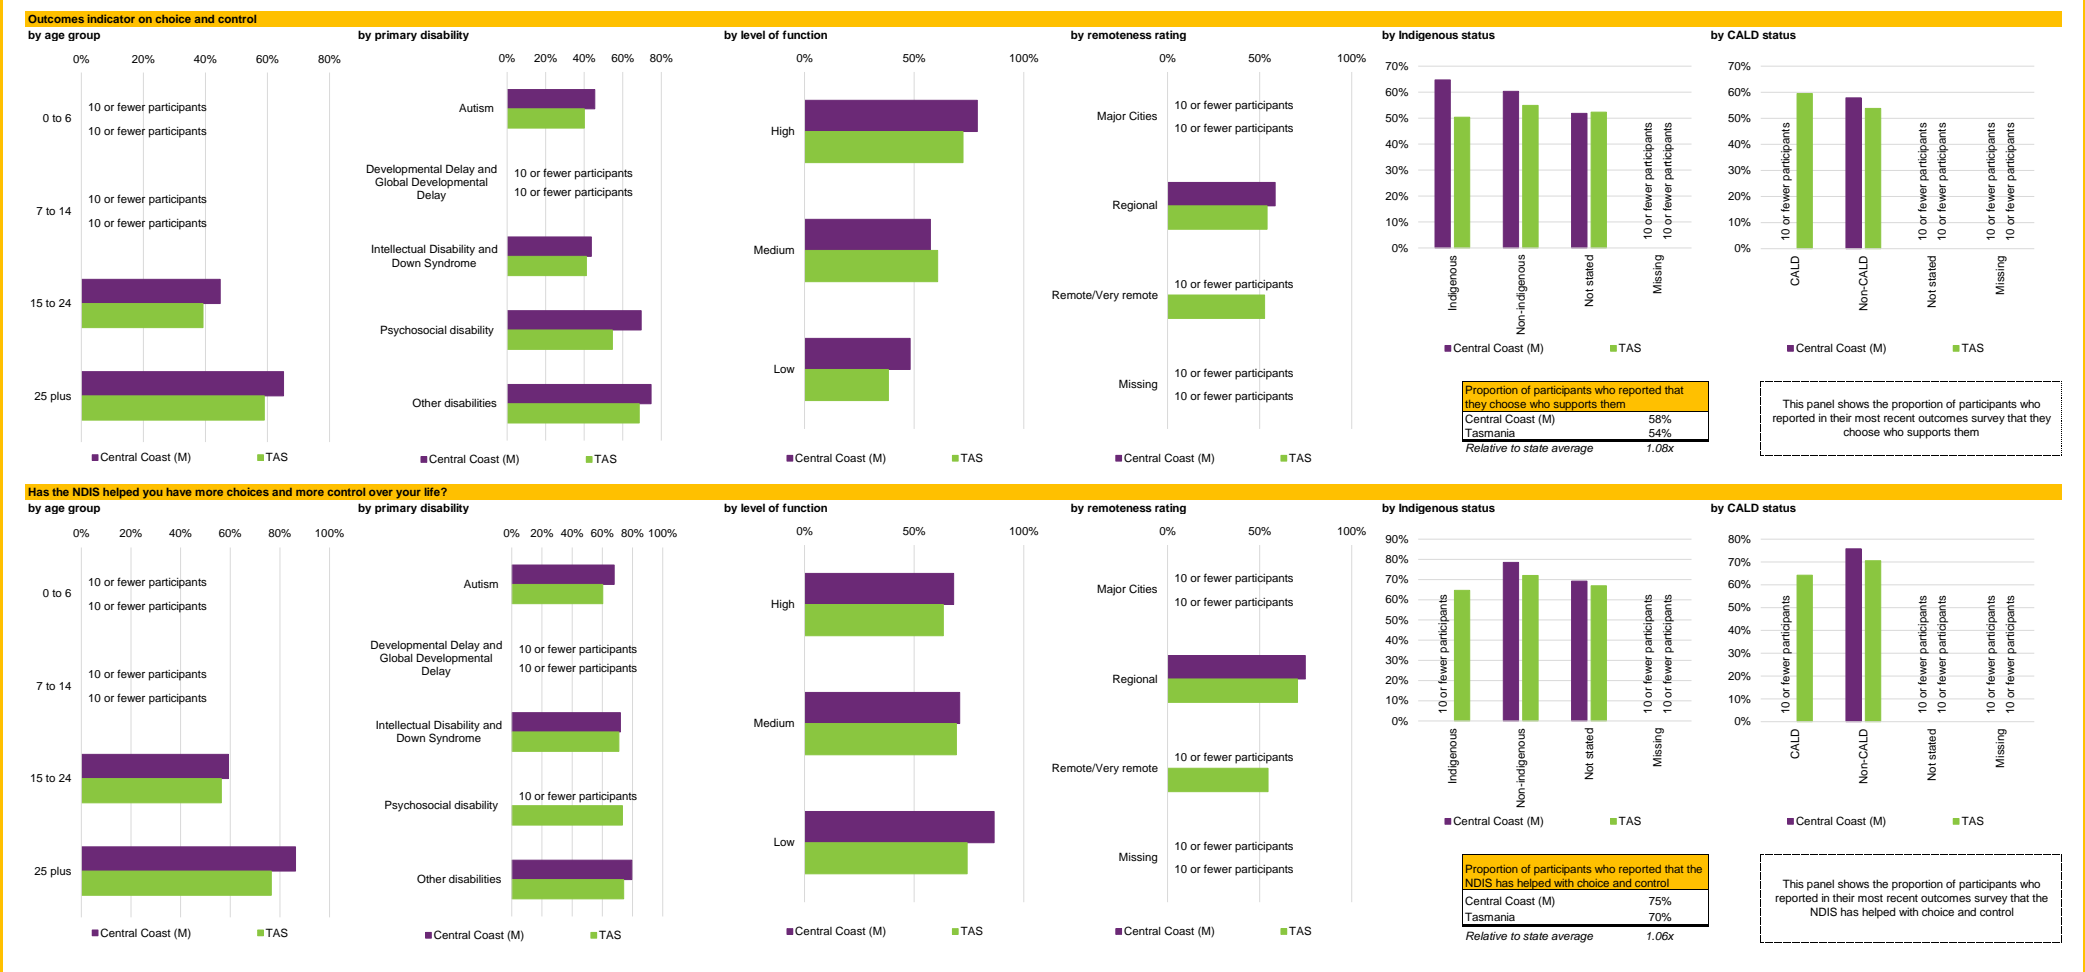 Outcomes indicator on choice and control
by age group
0% 20% 40% 60% 80%
0 to 6
10 or fewer participants
10 or fewer participants
7 to 14
10 or fewer participants
10 or fewer participants
15 to 24
25 plus
Central Coast (M) TAS
by primary disability
0% 20% 40% 60% 80%
Autism
Developmental Delay and
Global Developmental
Delay
10 or fewer participants
10 or fewer participants
Intellectual Disability and
Down Syndrome
Psychosocial disability
Other disabilities
Central Coast (M) TAS
by level of function
0% 50% 100%
High
Medium
Low
Central Coast (M) TAS
by remoteness rating
0% 50% 100%
Major Cities
10 or fewer participants
10 or fewer participants
Regional
Remote/Very remote
10 or fewer participants
Missing
10 or fewer participants
10 or fewer participants
Central Coast (M) TAS
by Indigenous status
70%
60%
50%
40%
30%
20%
10%
0%
10 or fewer participants
10 or fewer participants
Indigenous
Non-indigenous
Not stated
Missing
Central Coast (M) TAS
Proportion of participants who reported that
they choose who supports them
Central Coast (M) 58%
Tasmania 54%
Relative to state average 1.08x
by CALD status
70%
60%
50%
40%
30%
20%
10%
0%
10 or fewer participants
10 or fewer participants
10 or fewer participants
10 or fewer participants
10 or fewer participants
CALD
Non-CALD
Not stated
Missing
Central Coast (M) TAS
This panel shows the proportion of participants who
reported in their most recent outcomes survey that they
choose who supports them
Has the NDIS helped you have more choices and more control over your life?
by age group
0% 20% 40% 60% 80% 100%
0 to 6
10 or fewer participants
10 or fewer participants
7 to 14
10 or fewer participants
10 or fewer participants
15 to 24
25 plus
Central Coast (M) TAS
by primary disability
0% 20% 40% 60% 80% 100%
Autism
Developmental Delay and
Global Developmental
Delay
10 or fewer participants
10 or fewer participants
Intellectual Disability and
Down Syndrome
Psychosocial disability
10 or fewer participants
Other disabilities
Central Coast (M) TAS
by level of function
0% 50% 100%
High
Medium
Low
Central Coast (M) TAS
by remoteness rating
0% 50% 100%
Major Cities
10 or fewer participants
10 or fewer participants
Regional
Remote/Very remote
10 or fewer participants
Missing
10 or fewer participants
10 or fewer participants
Central Coast (M) TAS
by Indigenous status
90%
80%
70%
60%
50%
40%
30%
20%
10%
0%
10 or fewer participants
10 or fewer participants
10 or fewer participants
Indigenous
Non-indigenous
Not stated
Missing
Central Coast (M) TAS
Proportion of participants who reported that the
NDIS has helped with choice and control
Central Coast (M) 75%
Tasmania 70%
Relative to state average 1.06x
by CALD status
80%
70%
60%
50%
40%
30%
20%
10%
0%
10 or fewer participants
10 or fewer participants
10 or fewer participants
10 or fewer participants
10 or fewer participants
CALD
Non-CALD
Not stated
Missing
Central Coast (M) TAS
This panel shows the proportion of participants who
reported in their most recent outcomes survey that the
NDIS has helped with choice and control